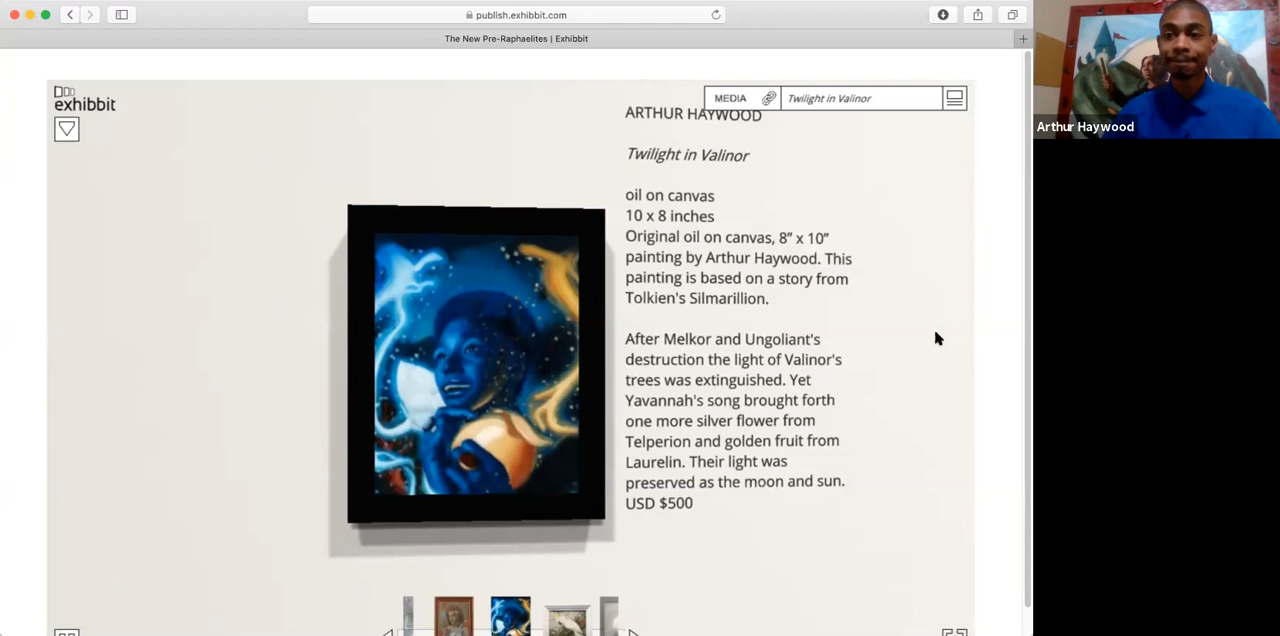 publish.exhibbit.com
The New Pre-Raphaelites | Exhibbit
exhibbit
MEDIA
Twilight in Valinor
ARTHUR HAYWOOD
Twilight in Valinor
oil on canvas
10 x 8 inches
Original oil on canvas, 8” x 10”
painting by Arthur Haywood. This
painting is based on a story from
Tolkien's Silmarillion.
After Melkor and Ungoliant's
destruction the light of Valinor's
trees was extinguished. Yet
Yavannah's song brought forth
one more silver flower from
Telperion and golden fruit from
Laurelin. Their light was
preserved as the moon and sun.
USD $500
Arthur Haywood